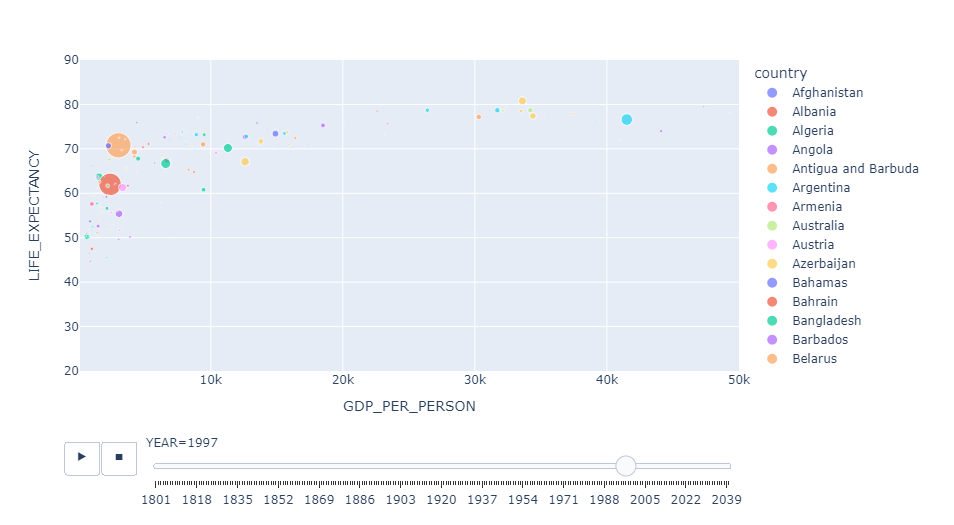 90
80
70
60
50
40
30
20
LIFE_EXPECTANCY
10k 20k 30k 40k 50k
GDP_PER_PERSON
country
Afghanistan
Albania
Algeria
Angola
Antigua and Barbuda
Argentina
Armenia
Australia
Austria
Azerbaijan
Bahamas
Bahrain
Bangladesh
Barbados
Belarus
YEAR=1997
1801 1818 1835 1852 1869 1886 1903 1920 1937 1954 1971 1988 2005 2022 2039